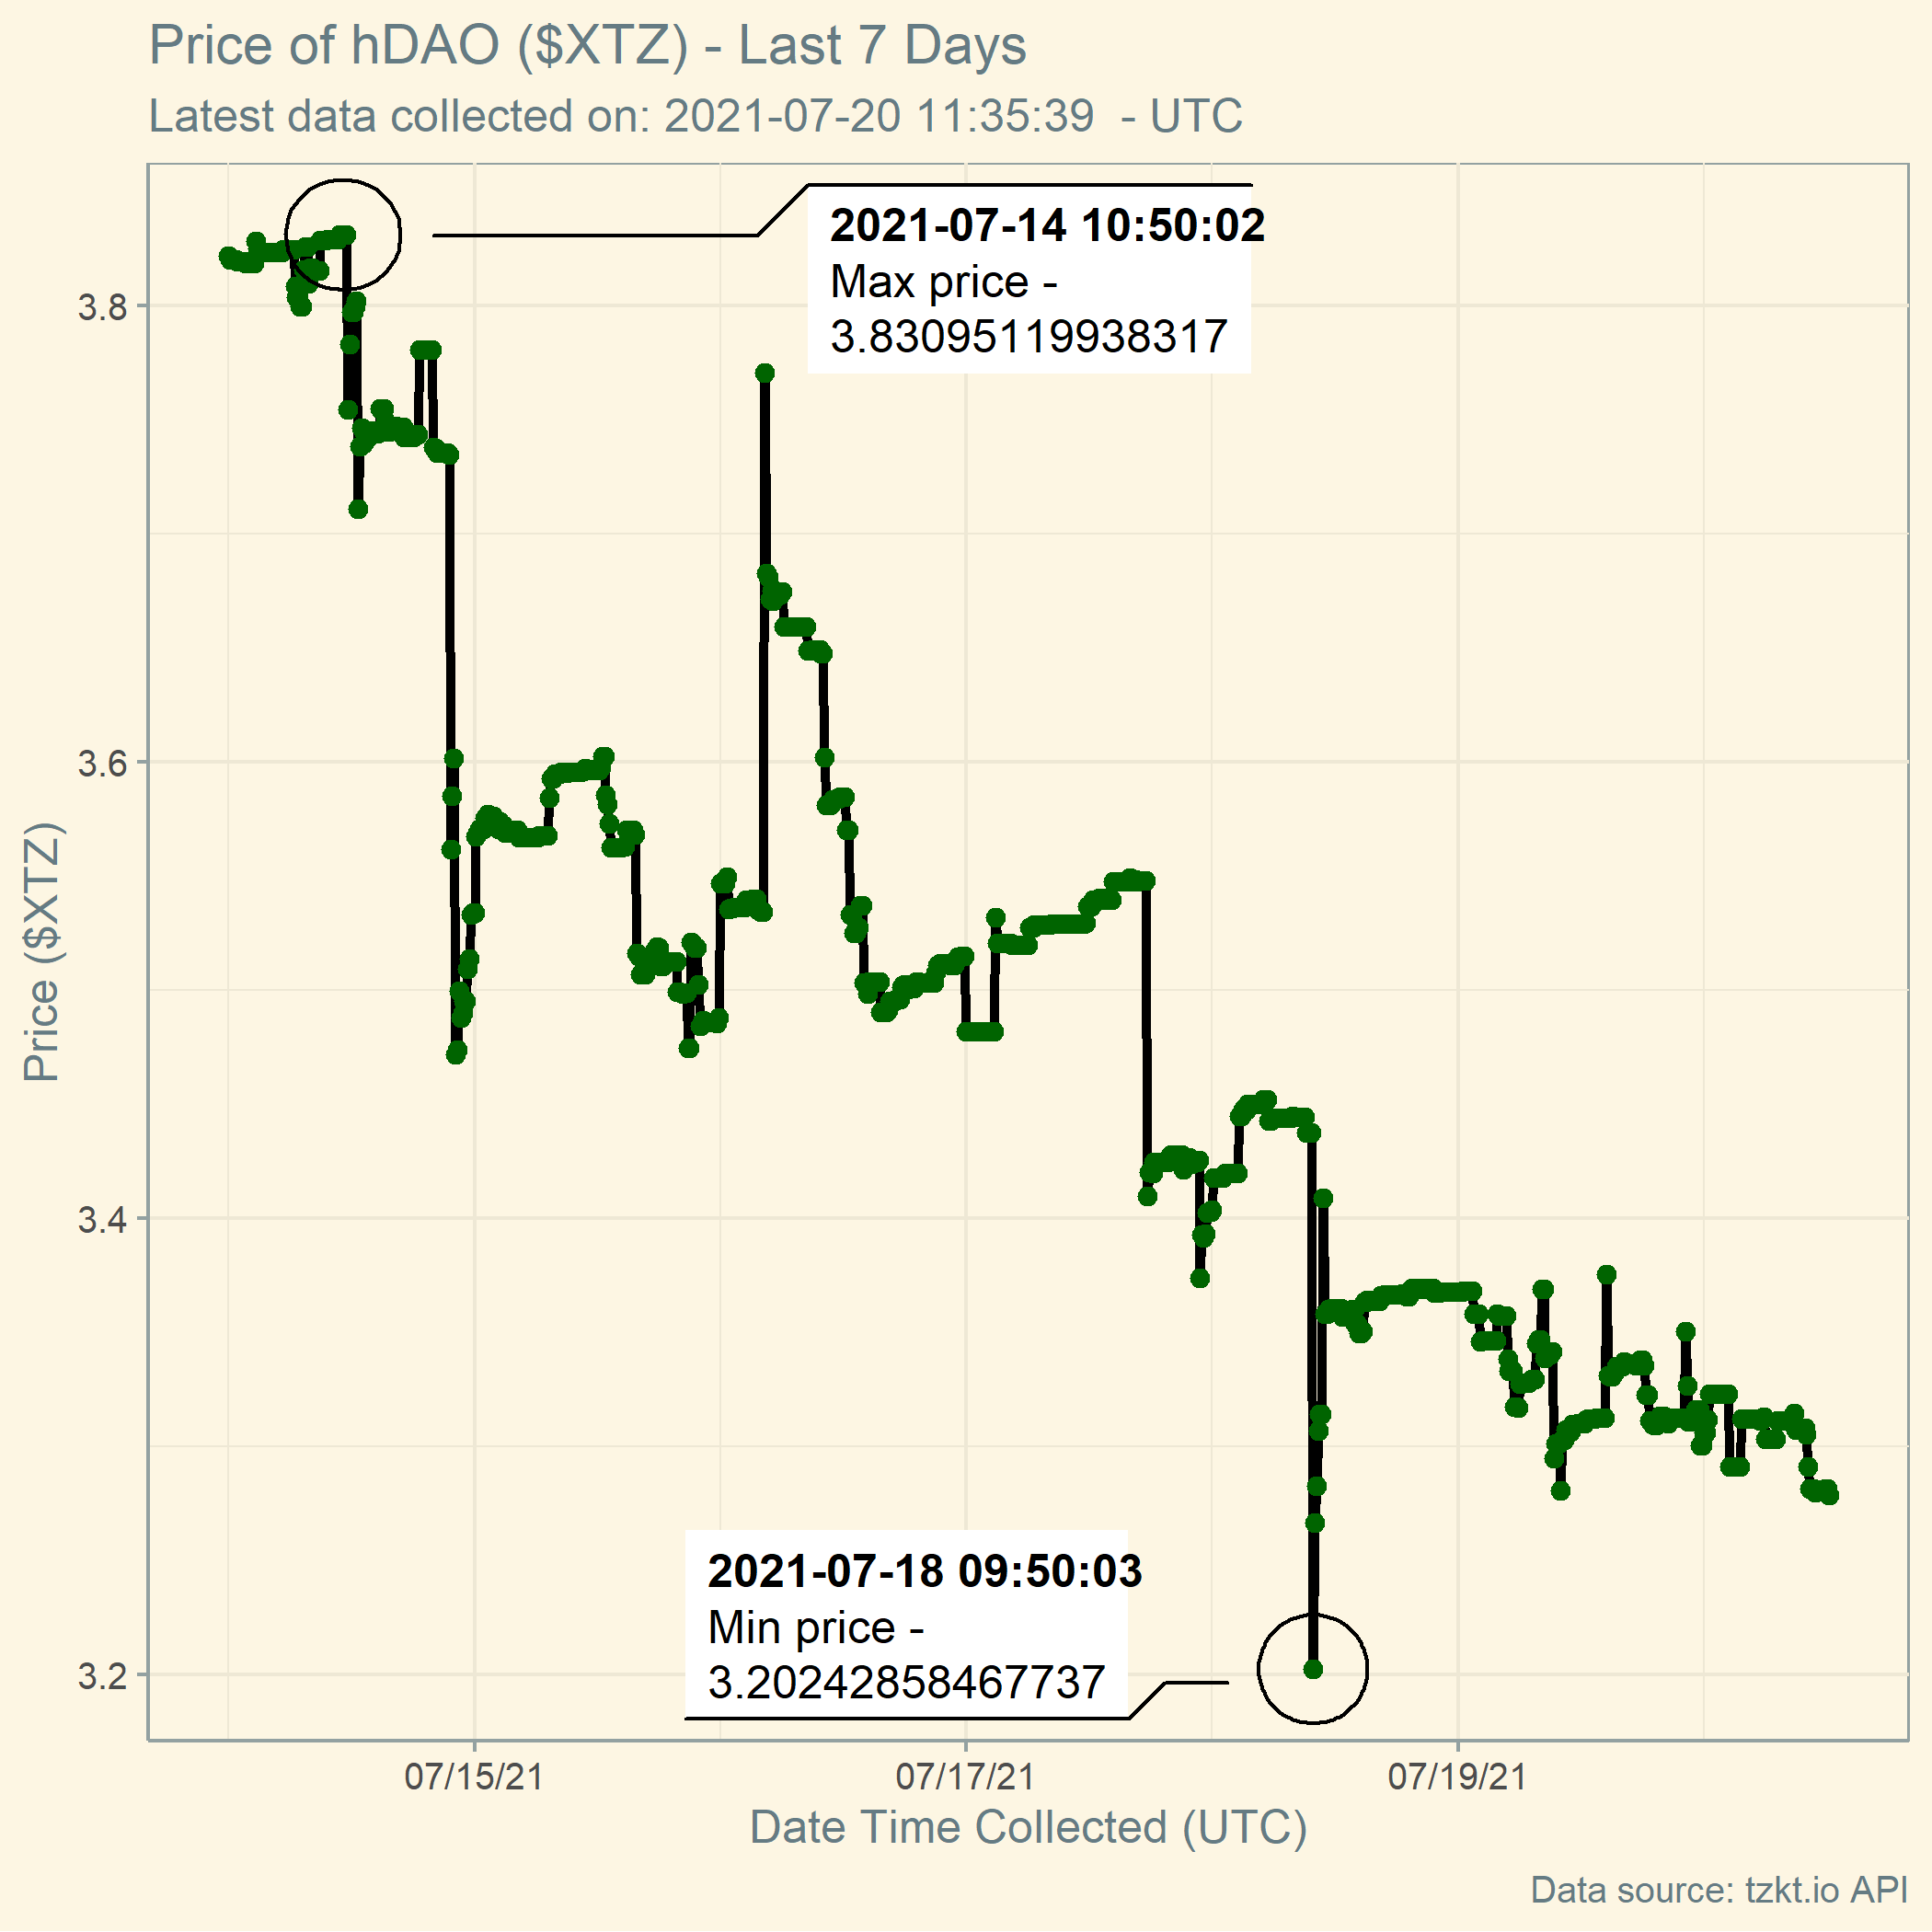 Price of hDAO ($XTZ) - Last 7 Days
Latest data collected on: 2021-07-20 11:35:39  - UTC
2021-07-14 10:50:02
Max price -
3.83095119938317
3.8
3.6
Price ($XTZ)
3.4
2021-07-18 09:50:03
Min price -
3.20242858467737
3.2
07/15/21
07/17/21
07/19/21
Date Time Collected (UTC)
Data source: tzkt.io API